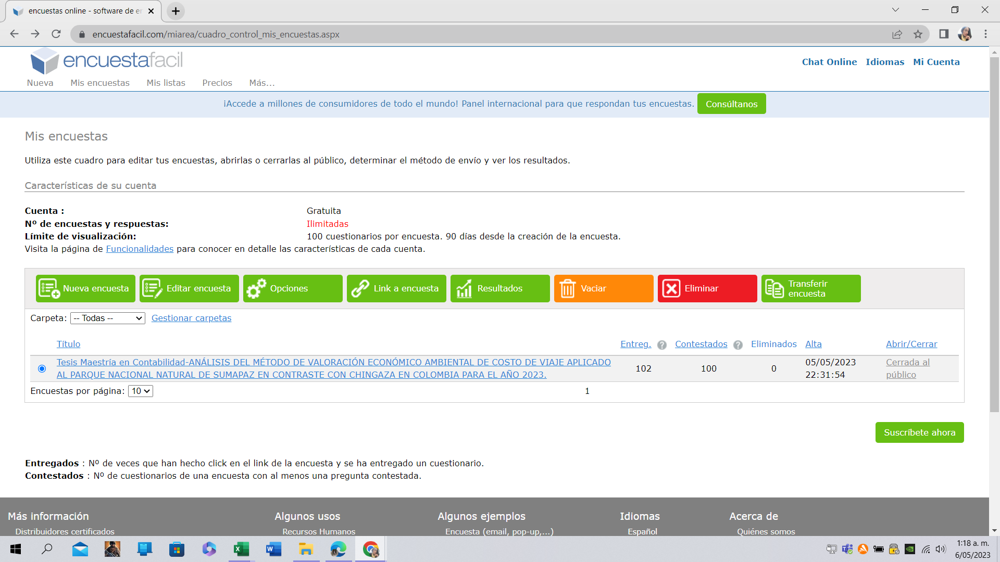 encuestas online - software de en
encuestafacil.com/miarea/cuadro_control_mis_encuestas.aspx
encuestafacil
Chat Online Idiomas Mi Cuenta
Nueva Mis encuestas Mis listas Precios Más...
¡Accede a millones de consumidores de todo el mundo! Panel internacional para que respondan tus encuestas. Consúltanos
Mis encuestas
Utiliza este cuadro para editar tus encuestas, abrirlas o cerrarlas al público, determinar el método de envío y ver los resultados.
Características de su cuenta
Cuenta : Gratuita
Nº de encuestas y respuestas: Ilimitadas
Límite de visualización: 100 cuestionarios por encuesta. 90 días desde la creación de la encuesta.
Visita la página de Funcionalidades para conocer en detalle las características de cada cuenta.
Nueva encuesta Editar encuesta Opciones Link a encuesta Resultados Vaciar Eliminar Transferir
encuesta
Carpeta: -- Todas -- Gestionar carpetas
Título Entreg. ? Contestados ? Eliminados Alta Abrir/Cerrar
Tesis Maestría en Contabilidad-ANÁLISIS DEL MÉTODO DE VALORACIÓN ECONÓMICO AMBIENTAL DE COSTO DE VIAJE APLICADO
AL PARQUE NACIONAL NATURAL DE SUMAPAZ EN CONTRASTE CON CHINGAZA EN COLOMBIA PARA EL AÑO 2023.
102 100 0
05/05/2023
22:31:54
Cerrada al
público
Encuestas por página: 10 1
Suscríbete ahora
Entregados : Nº de veces que han hecho click en el link de la encuesta y se ha entregado un cuestionario.
Contestados : Nº de cuestionarios de una encuesta con al menos una pregunta contestada.
Más información Algunos usos Algunos ejemplos Idiomas Acerca de
Distribuidores certificados Recursos Humanos Encuesta (email, pop-up,...) Español Quiénes somos
1:18 a. m.
6/05/2023